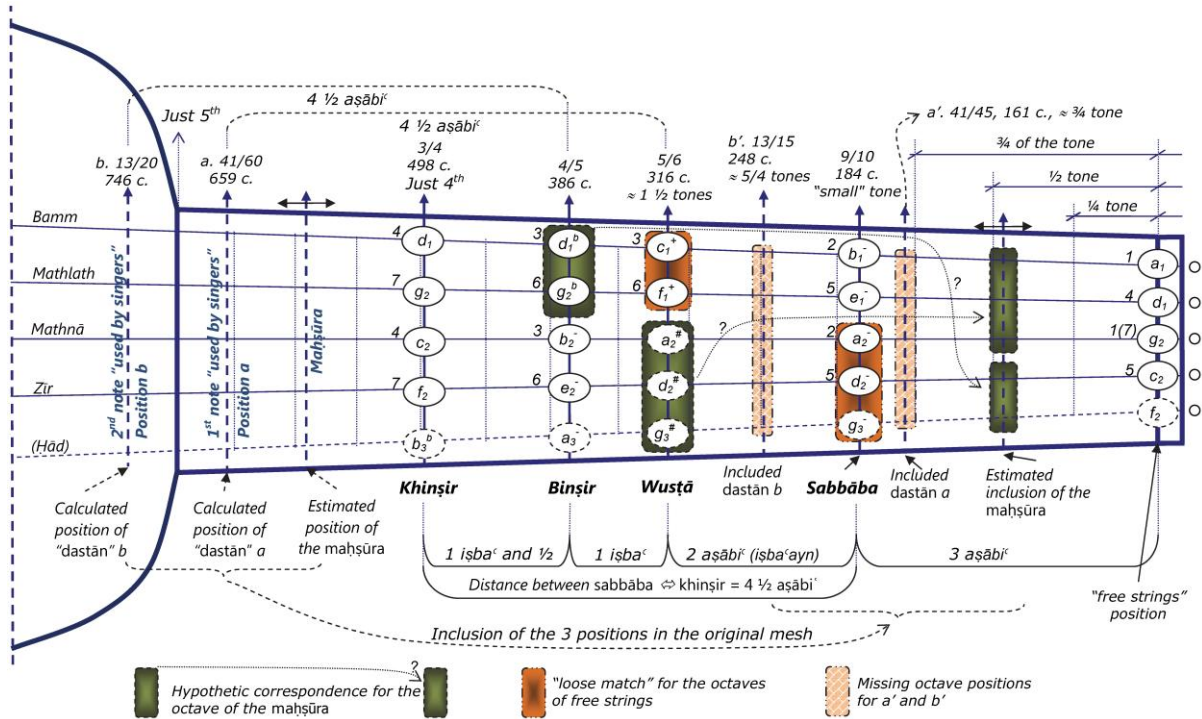 4 ½ aṣābiʿ
Just 5th
4 ½ aṣābiʿ
a'. 41/45, 161 c., ≈ ¾ tone
b. 13/20
746 c.
a. 41/60
659 c.
3/4
498 c.
Just 4th
4/5
386 c.
5/6
316 c.
≈ 1 ½ tones
b'. 13/15
248 c.
≈ 5/4 tones
9/10
184 c.
"small" tone
¾ of the tone
½ tone
¼ tone
Bamm
4 d₁ 3 d₁ᵇ 3 c₁⁺ 2 b₁⁻ 1 a₁ O
?
Mathlath
7 g₂ 6 g₂ᵇ 6 f₁⁺ 5 e₁⁻ 4 d₁ O
?
Mathnā
4 c₂ 3 b₂⁻ a₂# 2 a₂⁻ 1(7) g₂ O
Zīr
7 f₂ 6 e₂⁻ d₂# 5 d₂⁻ 5 c₂ O
(Ḥād)
b₃ᵇ a₃ g₃# g₃⁻ f₂ O
2nd note "used by singers"
Position b
1st note "used by singers"
Position a
Maḥṣūra
Khinṣir
Binṣir
Wusṭā
Included
dastān b
Sabbāba
Included
dastān a
Estimated
inclusion of the
maḥṣūra
Calculated
position of
"dastān" b
Calculated
position of
"dastān" a
Estimated
position of
the maḥṣūra
1 iṣbaʿ and ½
1 iṣbaʿ
2 aṣābiʿ (iṣbaʿayn)
3 aṣābiʿ
Distance between sabbāba ⇔ khinṣir = 4 ½ aṣābiʿ
"free strings"
position
Inclusion of the 3 positions in the original mesh
?
Hypothetic correspondence for the
octave of the maḥṣūra
"loose match" for the octaves
of free strings
Missing octave positions
for a' and b'